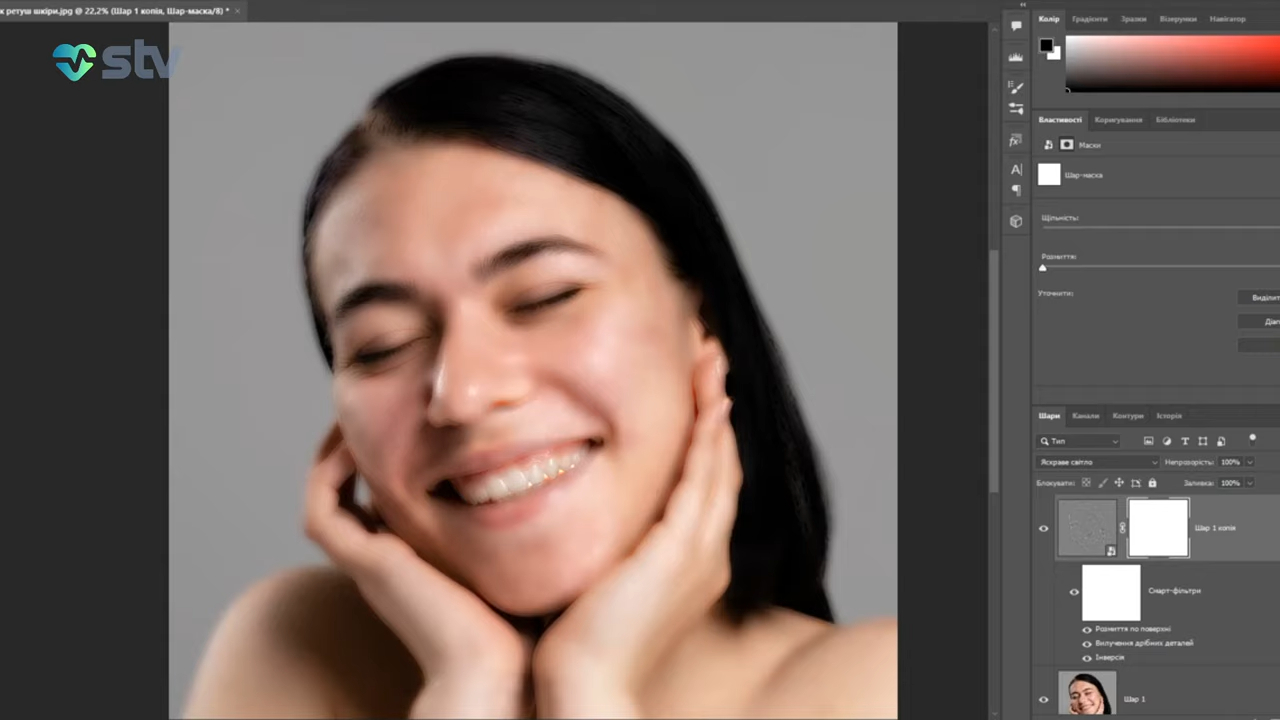 к ретуш шкіри.jpg @ 22,2% (Шар 1 копія, Шар-маска/8) *
stv
Колір Градієнти Зразки Візерунки Навігатор
Властивості Коригування Бібліотеки
Маски
Шар-маска
Щільність:
Розмиття:
Уточнити:
Шари Канали Контури Історія
Тип
Яскраве світло Непрозорість: 100%
Блокувати: Заливка: 100%
Шар 1 копія
Смарт-фільтри
Розмиття по поверхні
Вилучення дрібних деталей
Інверсія
Шар 1